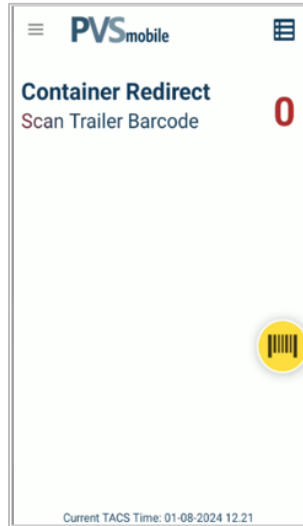 PVSmobile
Container Redirect
Scan Trailer Barcode
0
Current TACS Time: 01-08-2024 12.21